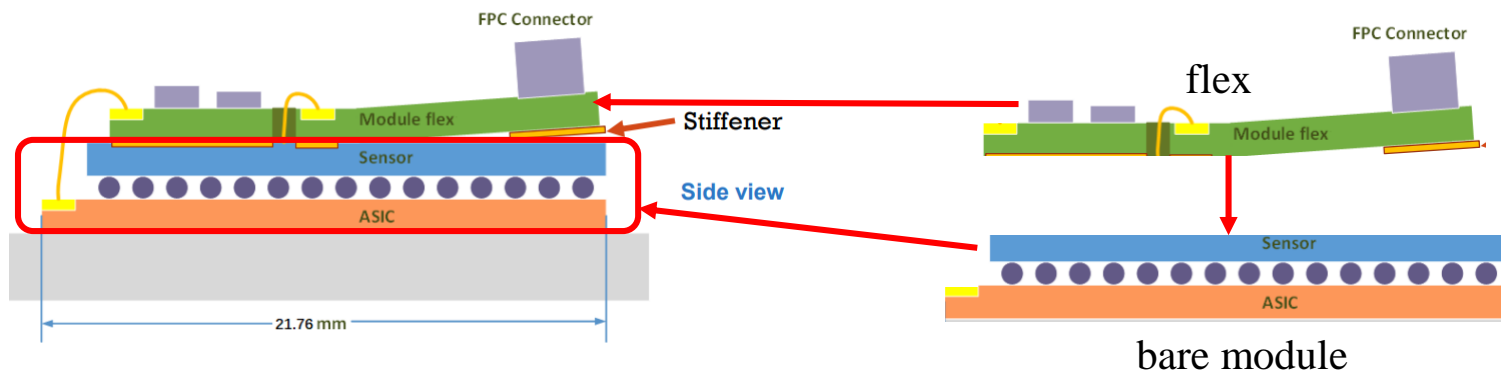 FPC Connector
Module flex
Stiffener
Sensor
Side view
ASIC
21.76 mm
FPC Connector
flex
Module flex
Sensor
ASIC
bare module